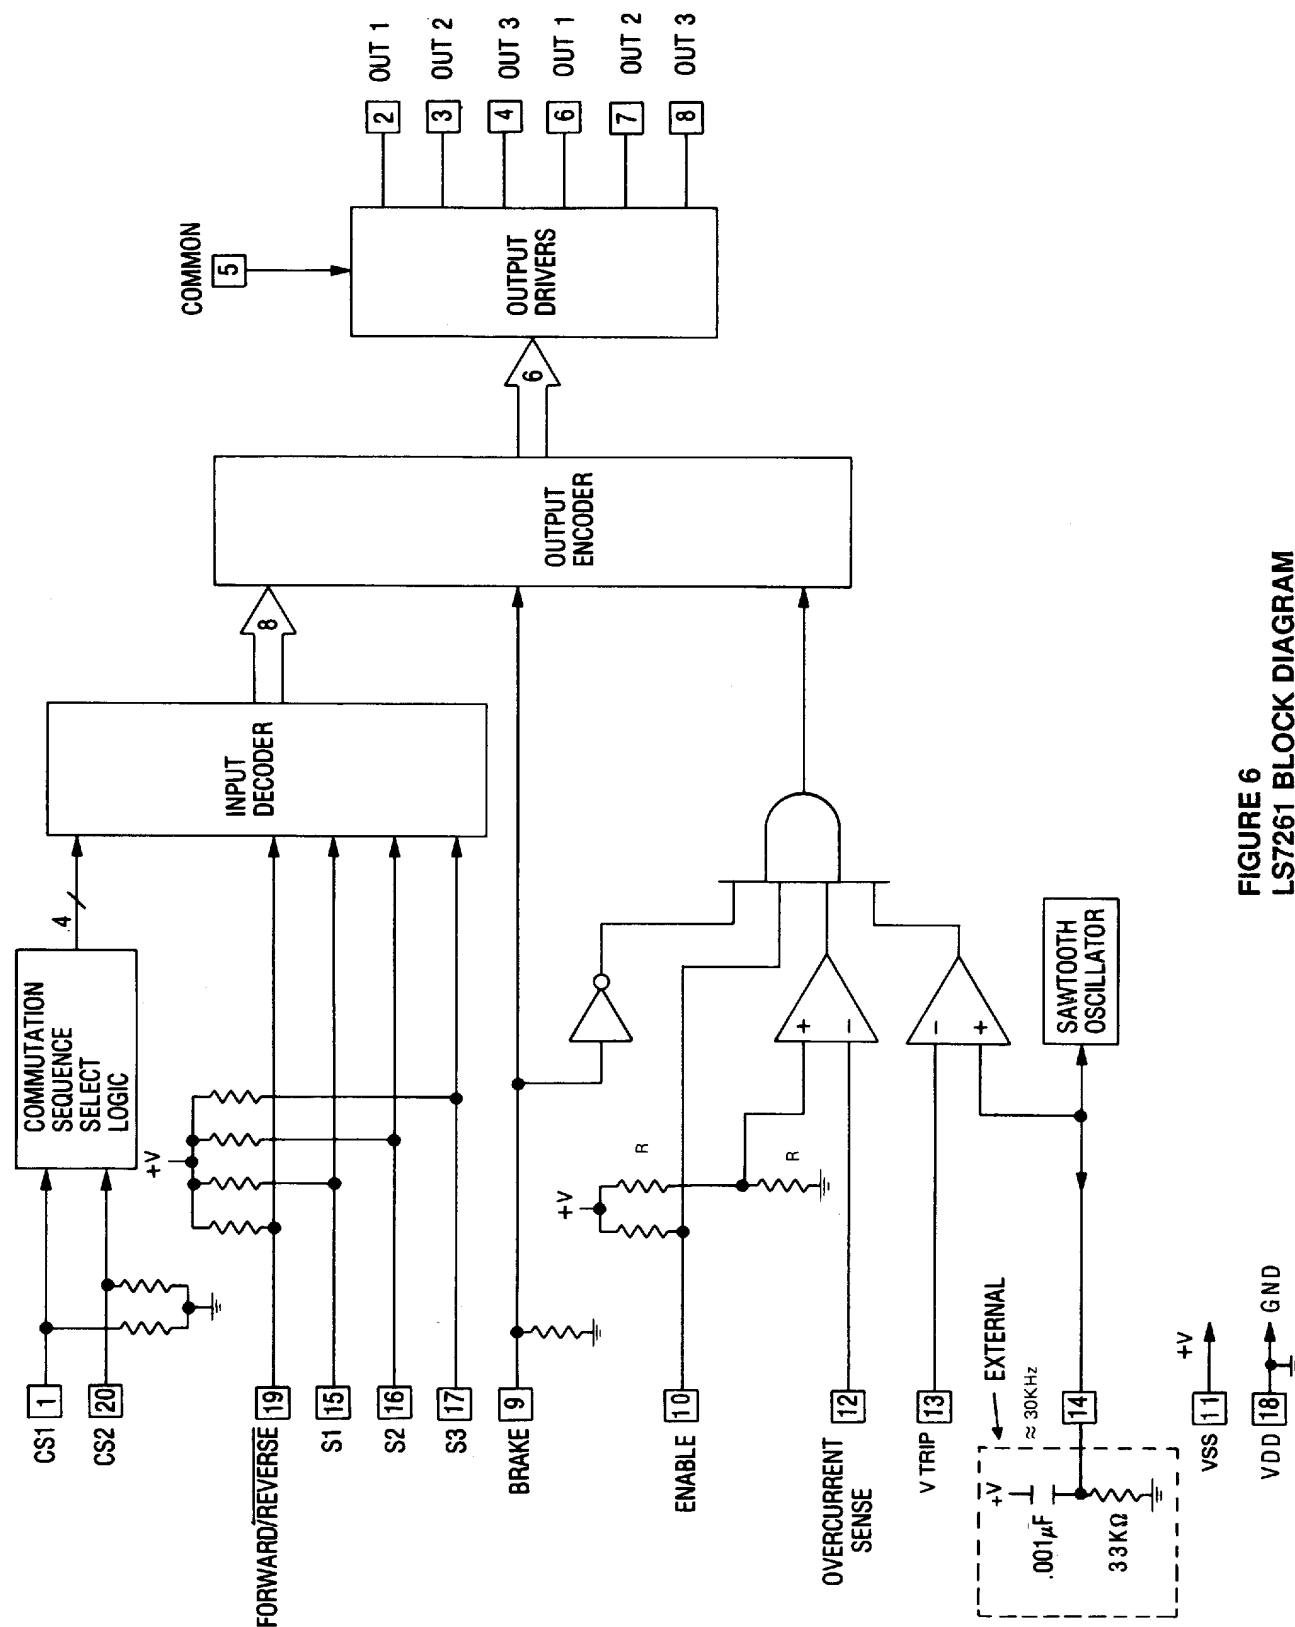 CS1 1
CS2 20
FORWARD/REVERSE 19
S1 15
S2 16
S3 17
BRAKE 9
ENABLE 10
OVERCURRENT
SENSE
12
V TRIP 13
14
EXTERNAL
≈ 30KHz
+V
.001µF
33KΩ
VSS 11 +V
VDD 18 GND
COMMUTATION
SEQUENCE
SELECT
LOGIC
4
+V
+V
R
R
+
−
−
+
SAWTOOTH
OSCILLATOR
INPUT
DECODER
8
OUTPUT
ENCODER
6
COMMON
5
OUTPUT
DRIVERS
2 OUT 1
3 OUT 2
4 OUT 3
6 OUT 1
7 OUT 2
8 OUT 3
FIGURE 6
LS7261 BLOCK DIAGRAM